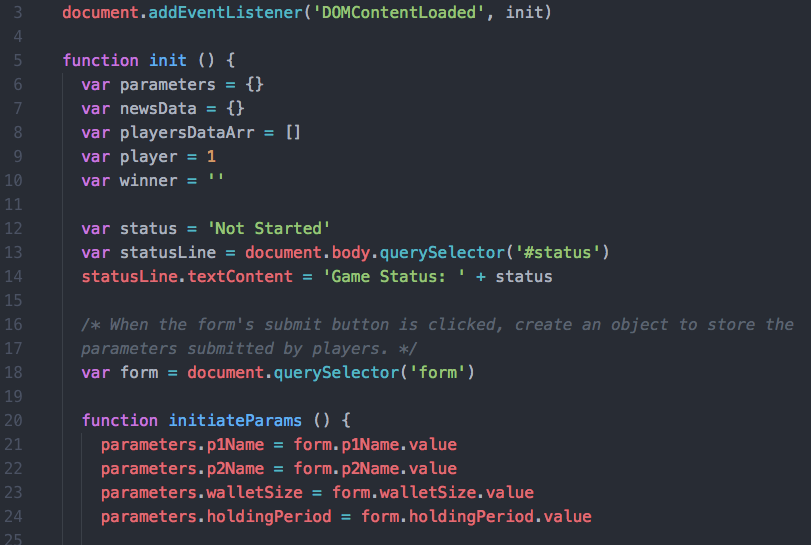 3 document.addEventListener('DOMContentLoaded', init)
4
5 function init () {
6 var parameters = {}
7 var newsData = {}
8 var playersDataArr = []
9 var player = 1
10 var winner = ''
11
12 var status = 'Not Started'
13 var statusLine = document.body.querySelector('#status')
14 statusLine.textContent = 'Game Status: ' + status
15
16 /* When the form's submit button is clicked, create an object to store the
17 parameters submitted by players. */
18 var form = document.querySelector('form')
19
20 function initiateParams () {
21 parameters.p1Name = form.p1Name.value
22 parameters.p2Name = form.p2Name.value
23 parameters.walletSize = form.walletSize.value
24 parameters.holdingPeriod = form.holdingPeriod.value
25